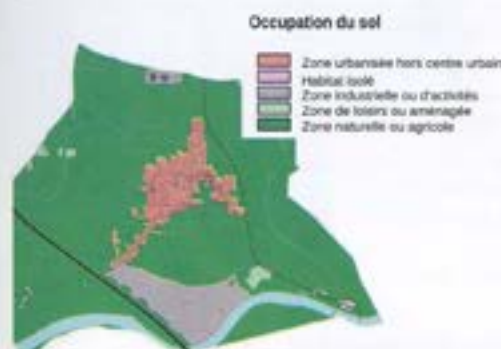 Occupation du sol
Zone urbanisée hors centre urbain
Habitat isolé
Zone industrielle ou d'activités
Zone de loisirs ou aménagée
Zone naturelle ou agricole